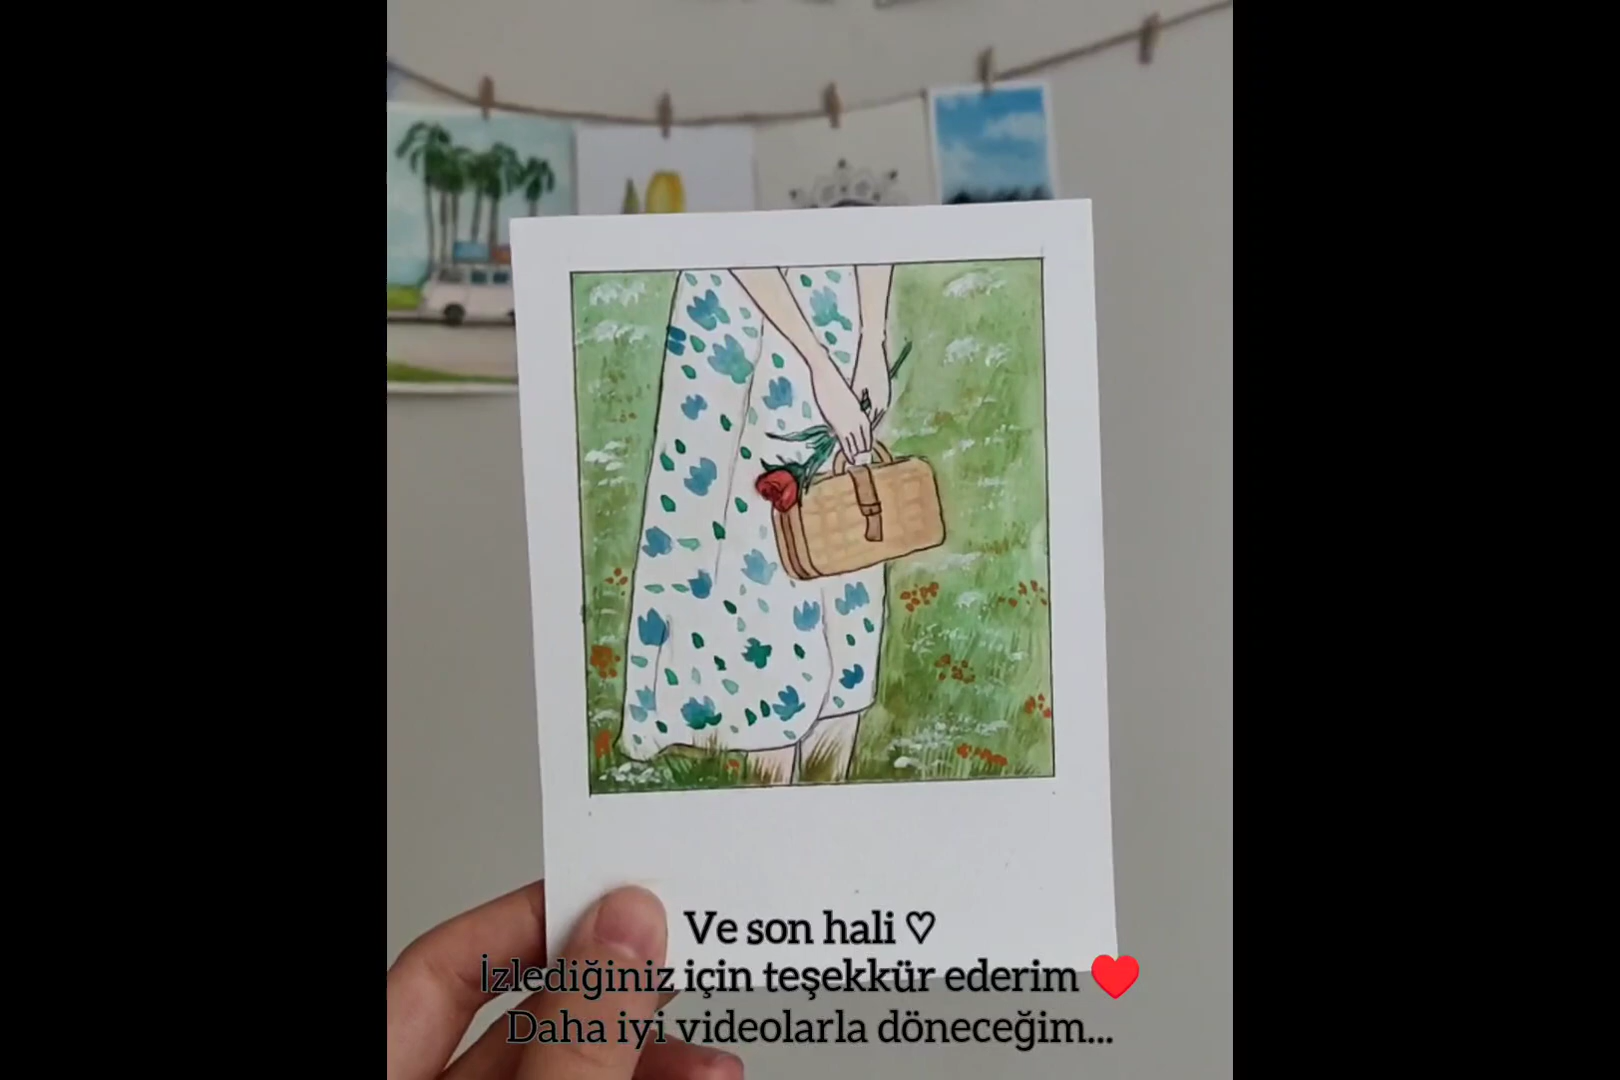 Ve son hali ♡
İzlediğiniz için teşekkür ederim ❤️
Daha iyi videolarla döneceğim...